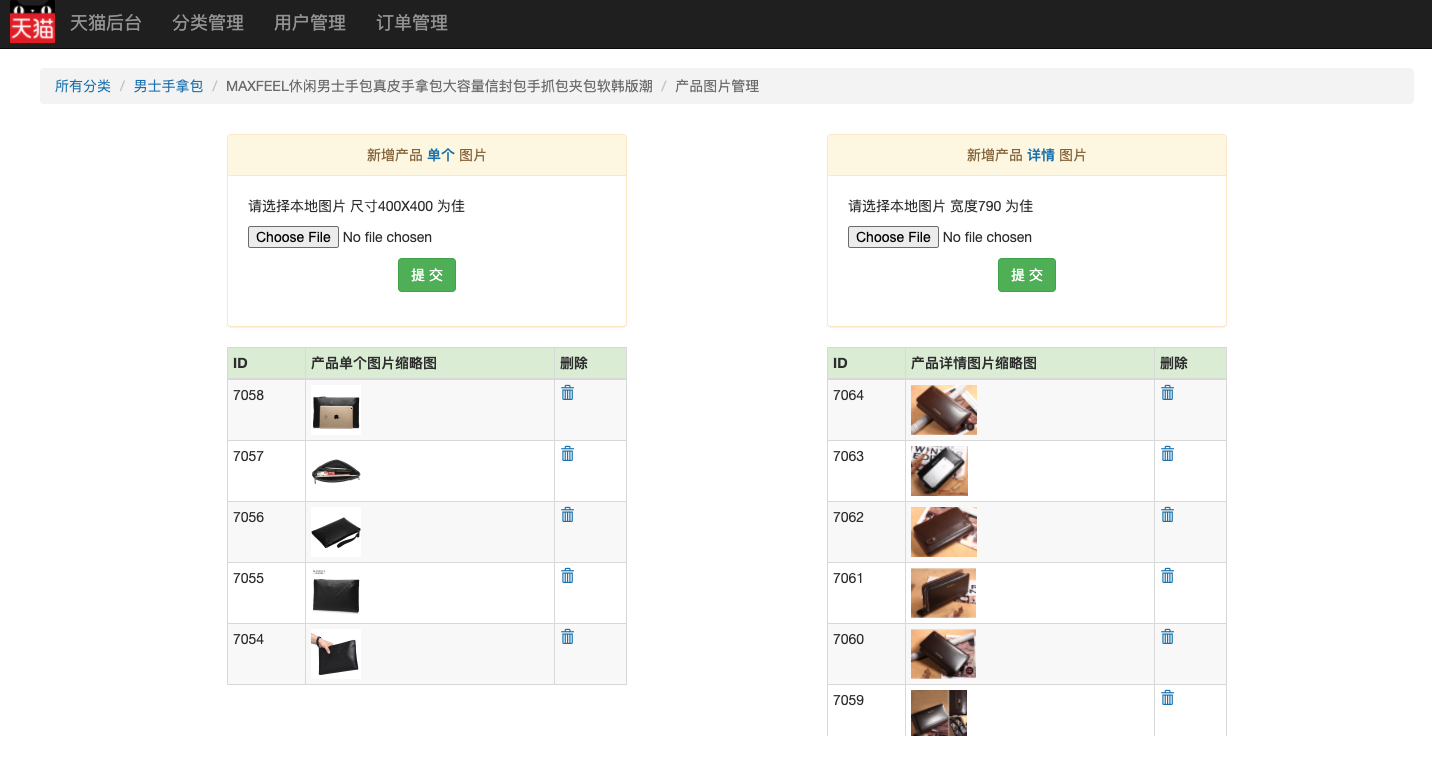 天猫 天猫后台 分类管理 用户管理 订单管理
所有分类 / 男士手拿包 / MAXFEEL休闲男士手包真皮手拿包大容量信封包手抓包夹包软韩版潮 / 产品图片管理
新增产品 单个 图片
请选择本地图片 尺寸400X400 为佳
Choose File No file chosen
提 交
ID 产品单个图片缩略图 删除
7058
7057
7056
7055
7054
新增产品 详情 图片
请选择本地图片 宽度790 为佳
Choose File No file chosen
提 交
ID 产品详情图片缩略图 删除
7064
7063
7062
7061
7060
7059